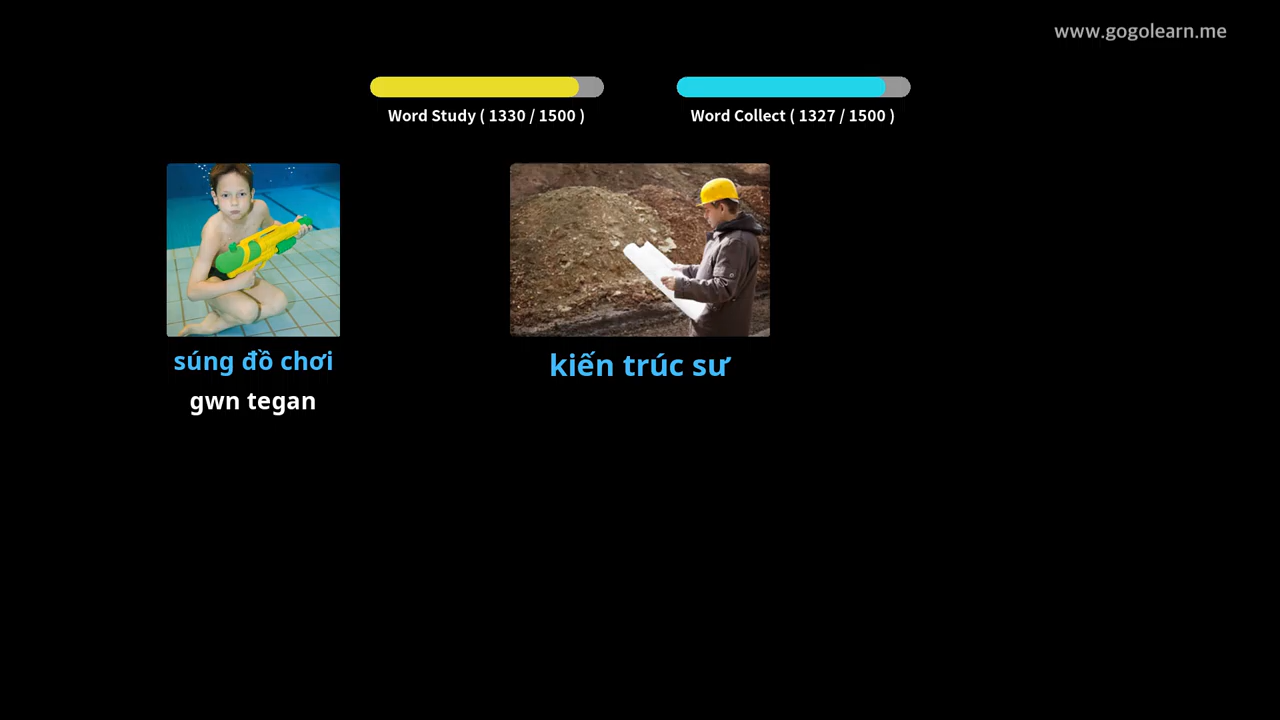 www.gogolearn.me
Word Study ( 1330 / 1500 )
Word Collect ( 1327 / 1500 )
súng đồ chơi
gwn tegan
kiến trúc sư